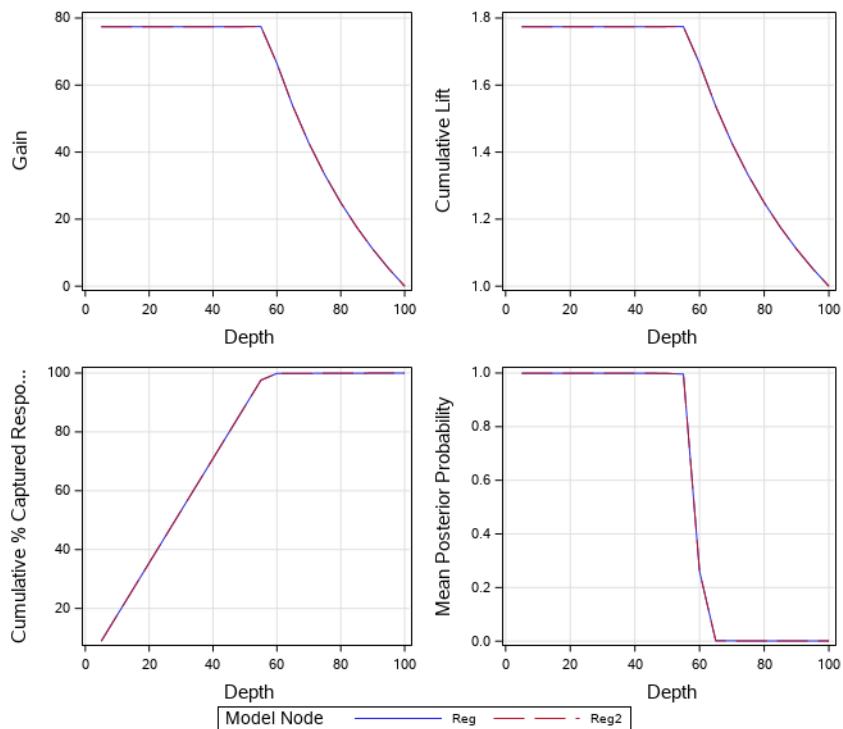 Gain
80
60
40
20
0
0 20 40 60 80 100
Depth
Cumulative Lift
1.8
1.6
1.4
1.2
1.0
0 20 40 60 80 100
Depth
Cumulative % Captured Respo...
100
80
60
40
20
0 20 40 60 80 100
Depth
Mean Posterior Probability
1.0
0.8
0.6
0.4
0.2
0.0
0 20 40 60 80 100
Depth
Model Node Reg Reg2